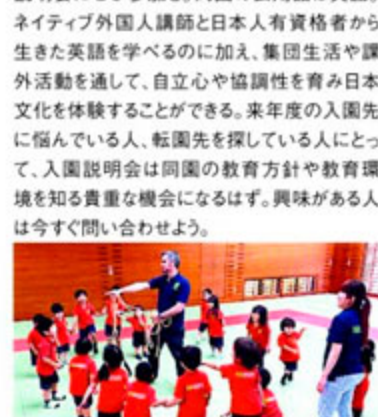 ネイティブ外国人講師と日本人有資格者から
生きた英語を学べるのに加え、集団生活や課
外活動を通して、自立心や協調性を育み日本
文化を体験することができる。来年度の入園先
に悩んでいる人、転園先を探している人にとっ
て、入園説明会は同園の教育方針や教育環
境を知る貴重な機会になるはず。興味がある人
は今すぐ問い合わせよう。